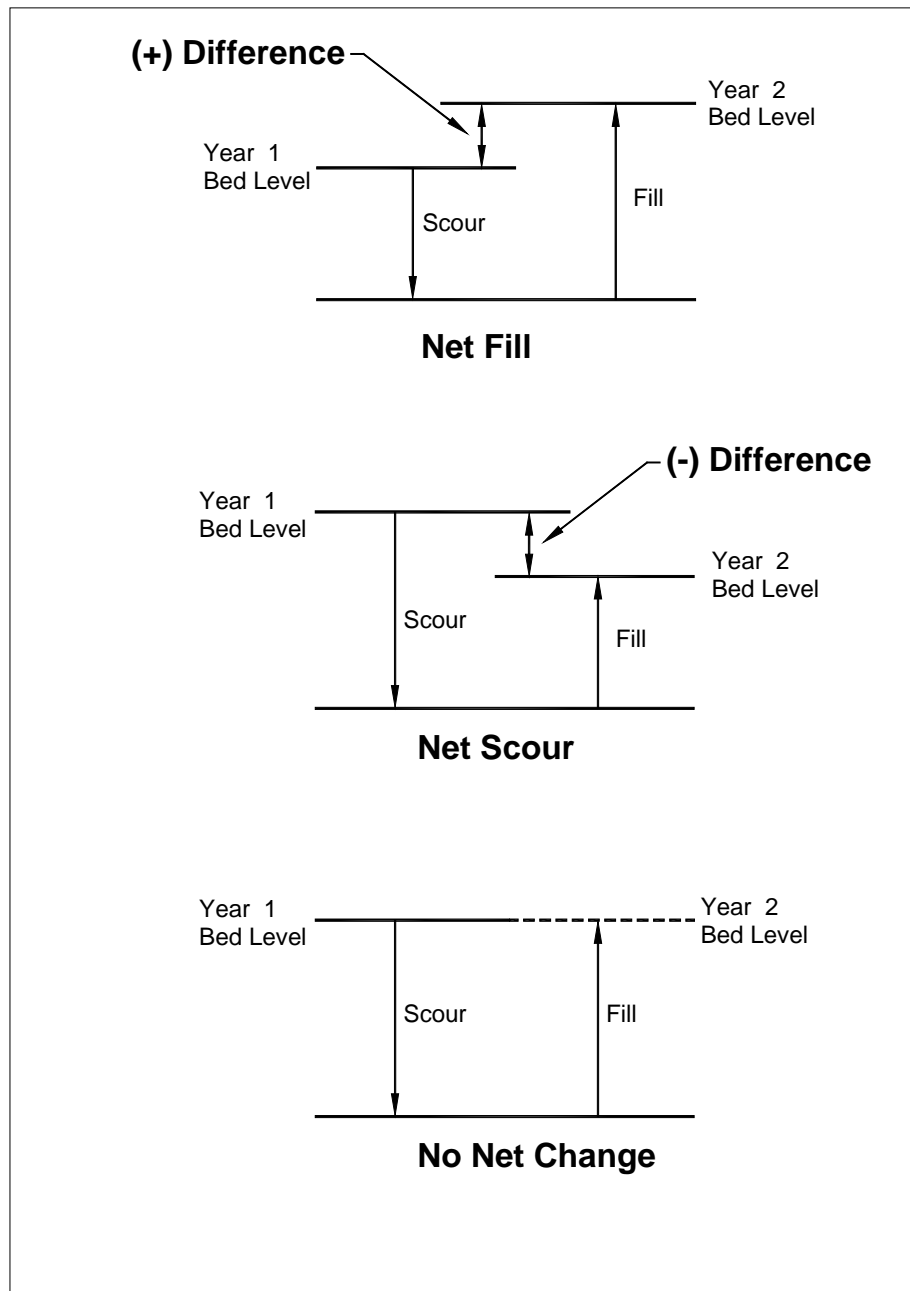 (+) Difference
Year 2
Bed Level
Year 1
Bed Level
Scour
Fill
Net Fill
(-) Difference
Year 1
Bed Level
Year 2
Bed Level
Scour
Fill
Net Scour
Year 1
Bed Level
Year 2
Bed Level
Scour
Fill
No Net Change